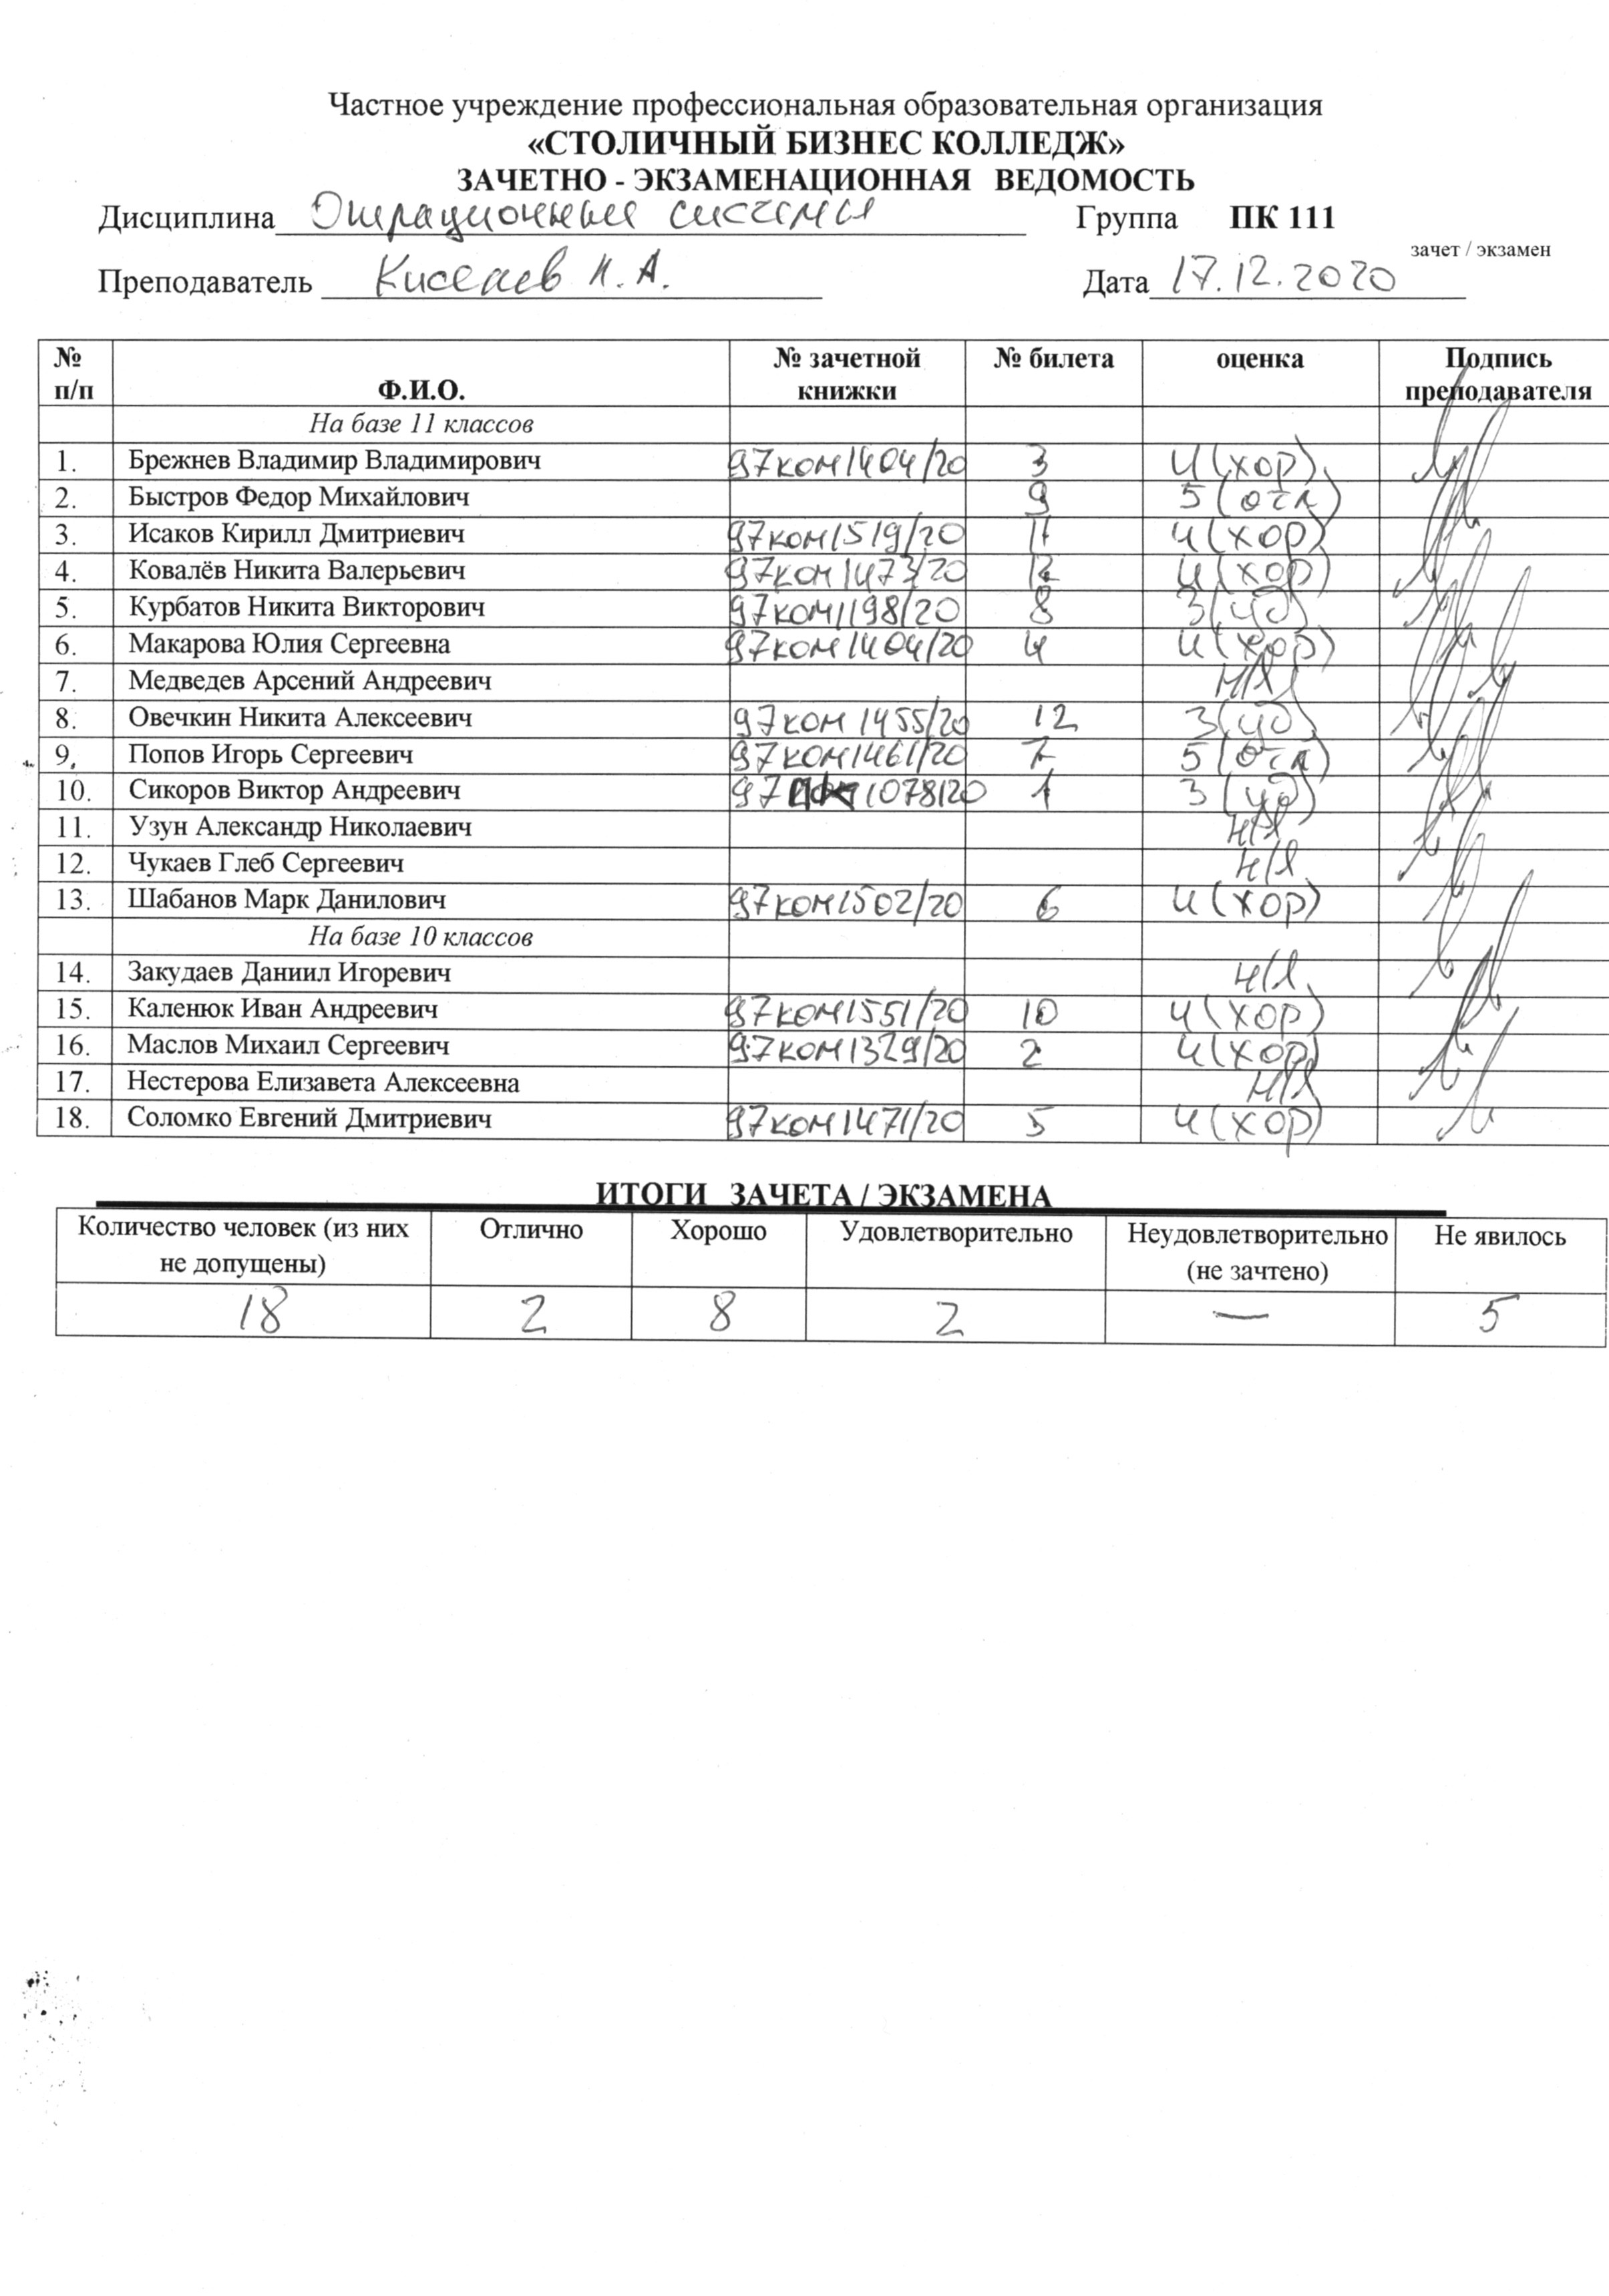 Частное учреждение профессиональная образовательная организация
«СТОЛИЧНЫЙ БИЗНЕС КОЛЛЕДЖ»
ЗАЧЕТНО - ЭКЗАМЕНАЦИОННАЯ ВЕДОМОСТЬ
Дисциплина Операционные системы Группа ПК 111
зачет / экзамен
Преподаватель Киселев Н. А. Дата 17.12.2020
№ п/п Ф.И.О. № зачетной книжки № билета оценка Подпись преподавателя
На базе 11 классов
1. Брежнев Владимир Владимирович 97ком1404/20 3 4(хор)
2. Быстров Федор Михайлович 9 5(отл)
3. Исаков Кирилл Дмитриевич 97ком1519/20 11 4(хор)
4. Ковалёв Никита Валерьевич 97ком1473/20 4(хор)
5. Курбатов Никита Викторович 97ком1198/20 8 3(уд)
6. Макарова Юлия Сергеевна 97ком1404/20 4 4(хор)
7. Медведев Арсений Андреевич н/я
8. Овечкин Никита Алексеевич 97ком1455/20 12 3(уд)
9. Попов Игорь Сергеевич 97ком1461/20 7 5(отл)
10. Сикоров Виктор Андреевич 1 3(уд)
11. Узун Александр Николаевич н/я
12. Чукаев Глеб Сергеевич н/я
13. Шабанов Марк Данилович 97ком1502/20 6 4(хор)
На базе 10 классов
14. Закудаев Даниил Игоревич н/я
15. Каленюк Иван Андреевич 97ком1551/20 10 4(хор)
16. Маслов Михаил Сергеевич 97ком1329/20 2 4(хор)
17. Нестерова Елизавета Алексеевна н/я
18. Соломко Евгений Дмитриевич 97ком1471/20 5 4(хор)
ИТОГИ ЗАЧЕТА / ЭКЗАМЕНА
Количество человек (из них не допущены) Отлично Хорошо Удовлетворительно Неудовлетворительно (не зачтено) Не явилось
18 2 8 2 — 5